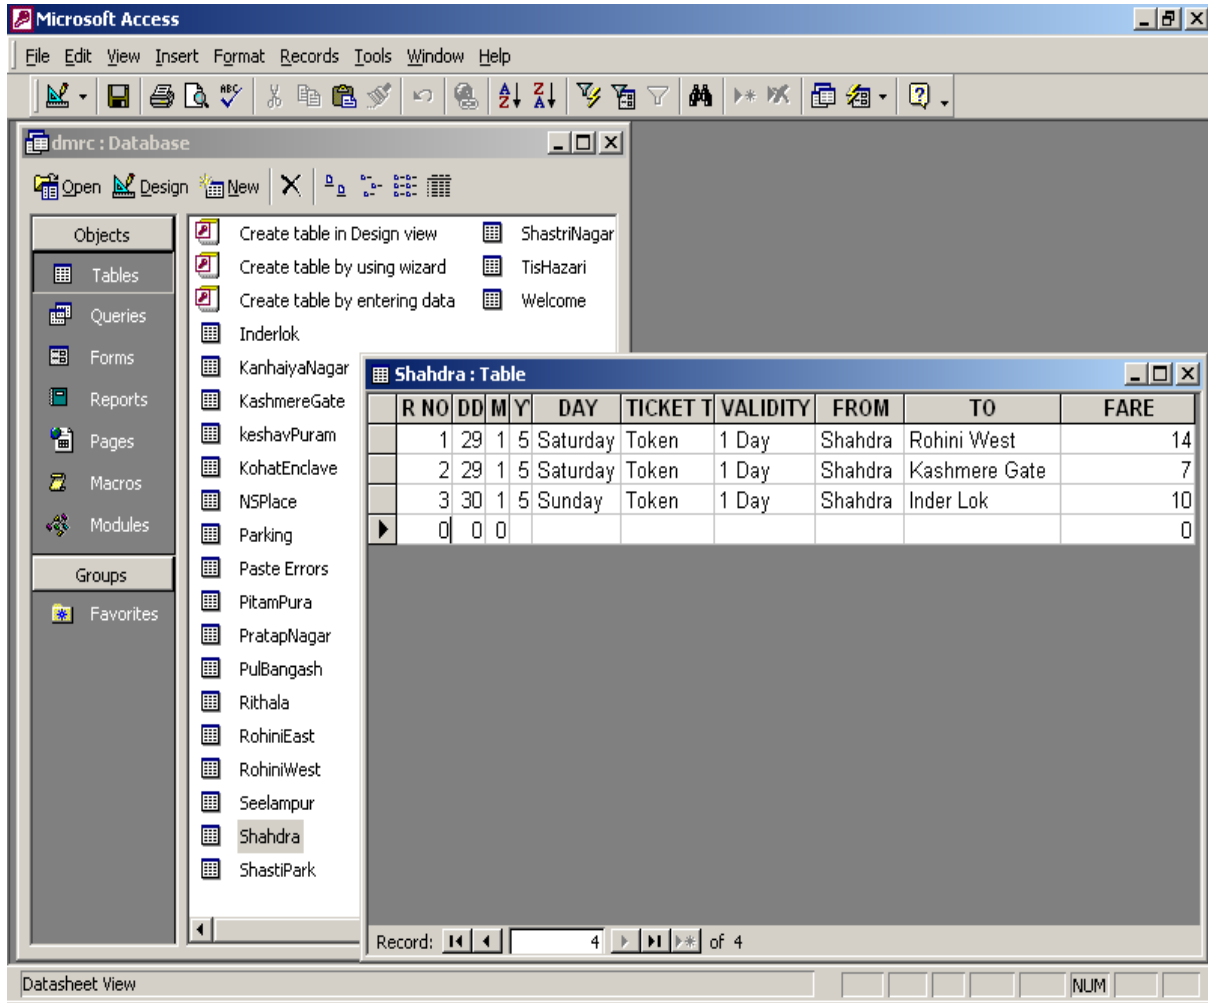 Microsoft Access
File Edit View Insert Format Records Tools Window Help
dmrc : Database
Open Design New
Objects
Tables
Queries
Forms
Reports
Pages
Macros
Modules
Groups
Favorites
Create table in Design view
Create table by using wizard
Create table by entering data
Inderlok
KanhaiyaNagar
KashmereGate
keshavPuram
KohatEnclave
NSPlace
Parking
Paste Errors
PitamPura
PratapNagar
PulBangash
Rithala
RohiniEast
RohiniWest
Seelampur
Shahdra
ShastiPark
ShastriNagar
TisHazari
Welcome
Shahdra : Table
R NO DD M Y DAY TICKET T VALIDITY FROM TO FARE
1 29 1 5 Saturday Token 1 Day Shahdra Rohini West 14
2 29 1 5 Saturday Token 1 Day Shahdra Kashmere Gate 7
3 30 1 5 Sunday Token 1 Day Shahdra Inder Lok 10
0 0 0 0
Record: 4 of 4
Datasheet View NUM